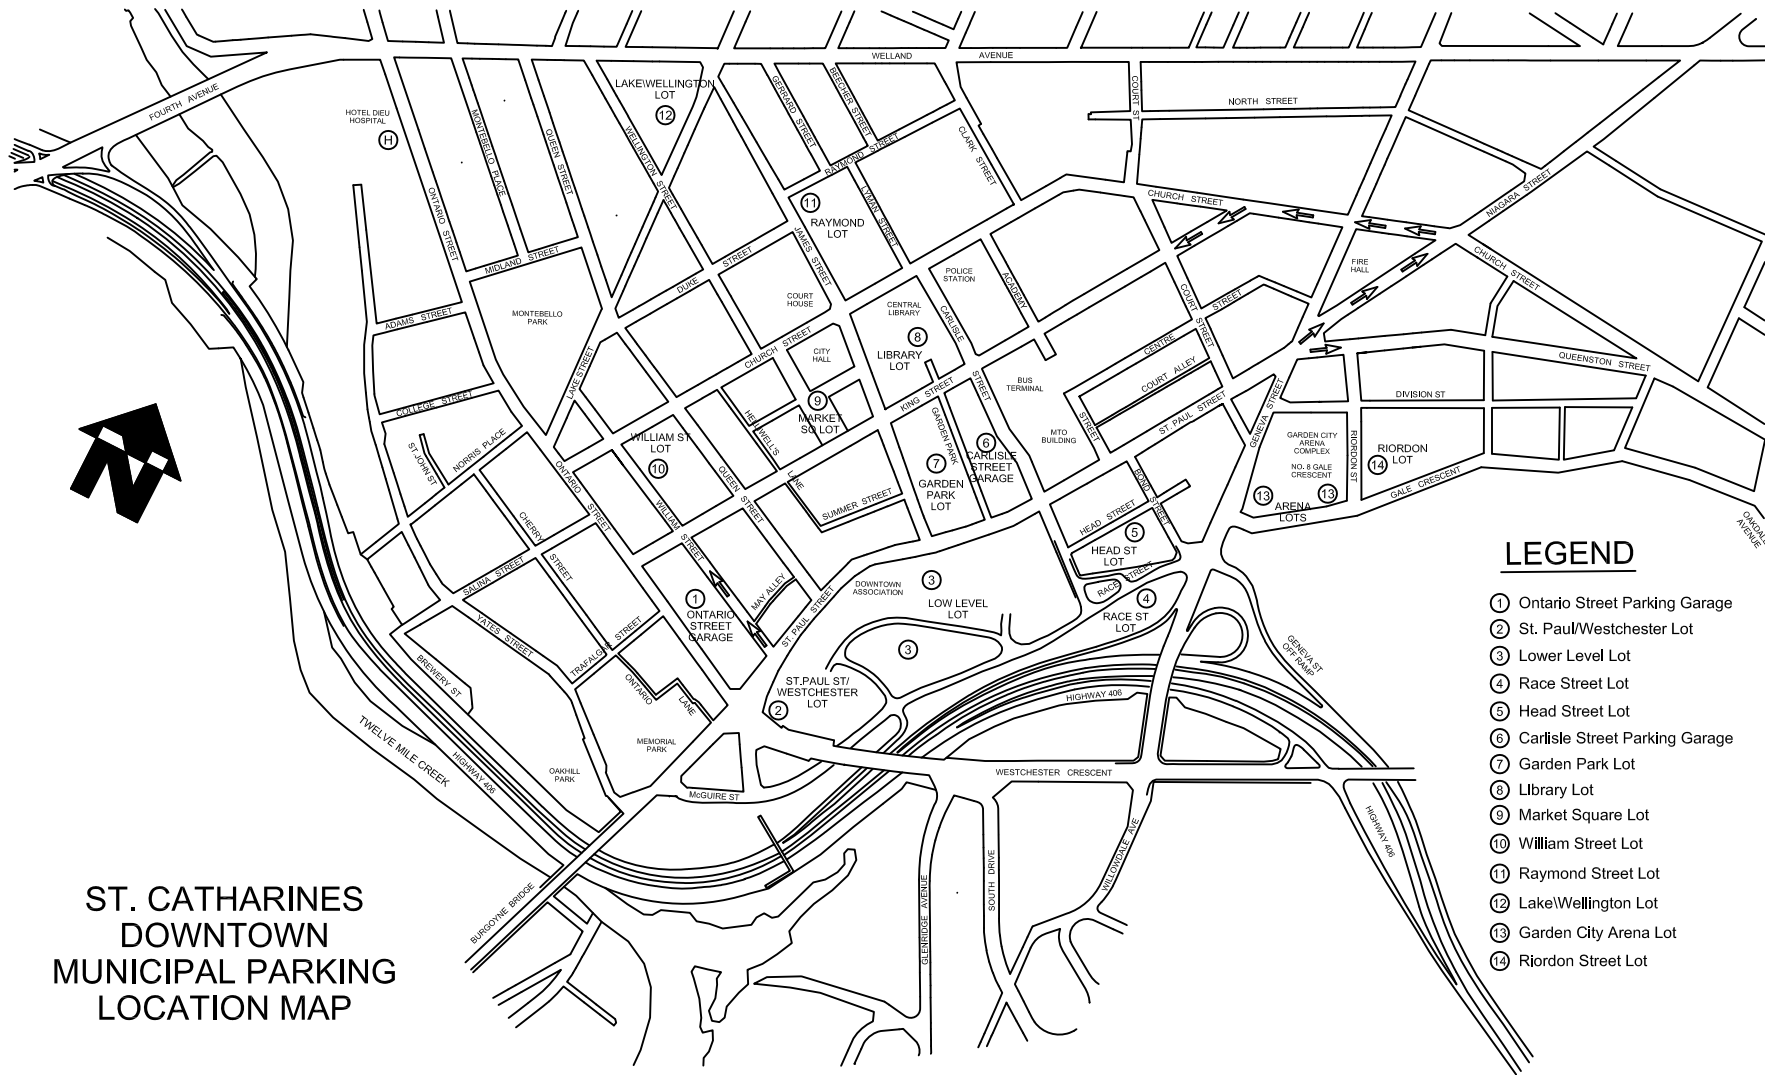 WELLAND AVENUE
FOURTH AVENUE
HOTEL DIEU
HOSPITAL
H
ONTARIO STREET
MONTEBELLO PLACE
QUEEN STREET
WELLINGTON STREET
LAKE\WELLINGTON
LOT
12
GERRARD STREET
BEECHER STREET
RAYMOND STREET
CLARK STREET
COURT ST
NORTH STREET
CHURCH STREET
NIAGARA STREET
CHURCH STREET
11
RAYMOND
LOT
LYMAN STREET
JAMES STREET
MIDLAND STREET
DUKE STREET
ADAMS STREET
MONTEBELLO
PARK
COURT
HOUSE
CENTRAL
LIBRARY
8
LIBRARY
LOT
POLICE
STATION
ACADEMY STREET
CARLISLE STREET
COURT STREET
CENTRE STREET
FIRE
HALL
QUEENSTON STREET
LAKE STREET
CHURCH STREET
CITY
HALL
9
MARKET
SQ LOT
KING STREET
BUS
TERMINAL
COURT ALLEY
DIVISION ST
COLLEGE STREET
ST JOHN ST
NORRIS PLACE
WILLIAM ST
LOT
10
HELLIWELL'S LANE
GARDEN PARK
6
CARLISLE
STREET
GARAGE
7
GARDEN
PARK
LOT
MTO
BUILDING
ST. PAUL STREET
GENEVA STREET
GARDEN CITY
ARENA
COMPLEX
NO. 8 GALE
CRESCENT
RIORDON ST
RIORDON
LOT
14
13
13
ARENA
LOTS
GALE CRESCENT
OAKDALE
AVENUE
ONTARIO STREET
WILLIAM STREET
QUEEN STREET
SUMMER STREET
CHERRY STREET
HEAD STREET
BOND STREET
5
HEAD ST
LOT
RACE STREET
4
RACE ST
LOT
SALINA STREET
YATES STREET
1
ONTARIO
STREET
GARAGE
MAY ALLEY
ST. PAUL STREET
DOWNTOWN
ASSOCIATION
3
LOW LEVEL
LOT
3
TRAFALGAR STREET
BREWERY ST
ONTARIO LANE
ST.PAUL ST/
WESTCHESTER
LOT
2
GENEVA ST
OFF RAMP
HIGHWAY 406
MEMORIAL
PARK
OAKHILL
PARK
TWELVE MILE CREEK
HIGHWAY 406
McGUIRE ST
WESTCHESTER CRESCENT
BURGOYNE BRIDGE
GLENRIDGE AVENUE
SOUTH DRIVE
WILLOWDALE AVE
HIGHWAY 406
N
ST. CATHARINES
DOWNTOWN
MUNICIPAL PARKING
LOCATION MAP
LEGEND
1 Ontario Street Parking Garage
2 St. Paul/Westchester Lot
3 Lower Level Lot
4 Race Street Lot
5 Head Street Lot
6 Carlisle Street Parking Garage
7 Garden Park Lot
8 LIbrary Lot
9 Market Square Lot
10 William Street Lot
11 Raymond Street Lot
12 Lake\Wellington Lot
13 Garden City Arena Lot
14 Riordon Street Lot